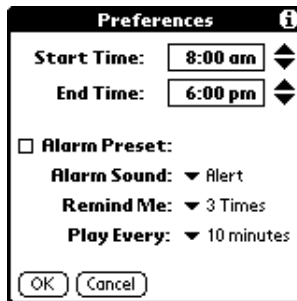 Preferences i
Start Time: 8:00 am
End Time: 6:00 pm
Alarm Preset:
Alarm Sound: Alert
Remind Me: 3 Times
Play Every: 10 minutes
OK Cancel